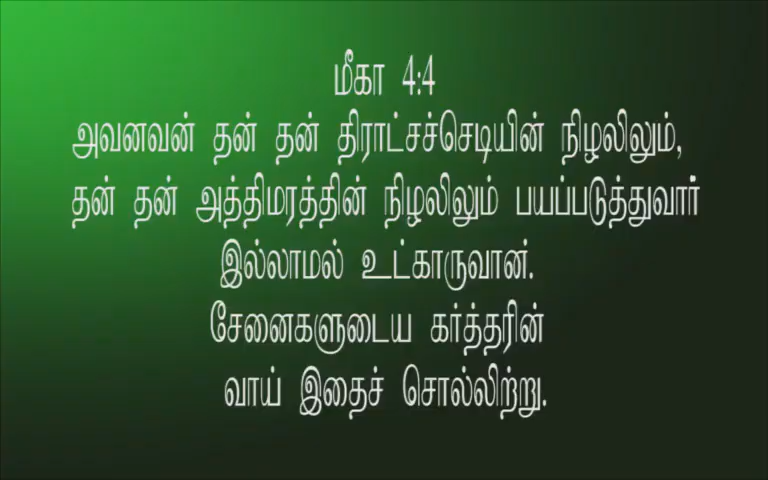 மீகா 4:4
அவனவன் தன் தன் திராட்சச்செடியின் நிழலிலும்,
தன் தன் அத்திமரத்தின் நிழலிலும் பயப்படுத்துவார்
இல்லாமல் உட்காருவான்.
சேனைகளுடைய கர்த்தரின்
வாய் இதைச் சொல்லிற்று.